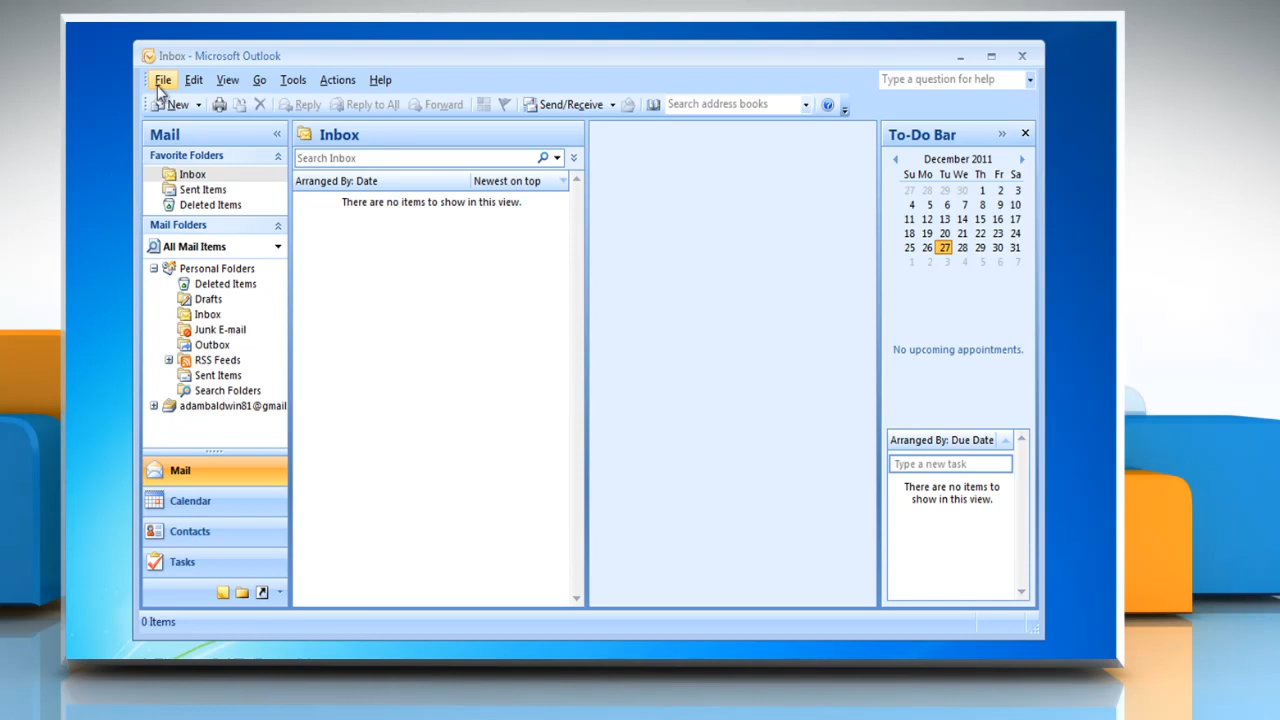 Inbox - Microsoft Outlook
File Edit View Go Tools Actions Help
Type a question for help
New Reply Reply to All Forward Send/Receive Search address books
Mail
Favorite Folders
Inbox
Sent Items
Deleted Items
Mail Folders
All Mail Items
Personal Folders
Deleted Items
Drafts
Inbox
Junk E-mail
Outbox
RSS Feeds
Sent Items
Search Folders
adambaldwin81@gmail
Mail
Calendar
Contacts
Tasks
Inbox
Search Inbox
Arranged By: Date Newest on top
There are no items to show in this view.
To-Do Bar
December 2011
Su Mo Tu We Th Fr Sa
27 28 29 30 1 2 3
4 5 6 7 8 9 10
11 12 13 14 15 16 17
18 19 20 21 22 23 24
25 26 27 28 29 30 31
1 2 3 4 5 6 7
No upcoming appointments.
Arranged By: Due Date
Type a new task
There are no items to
show in this view.
0 Items